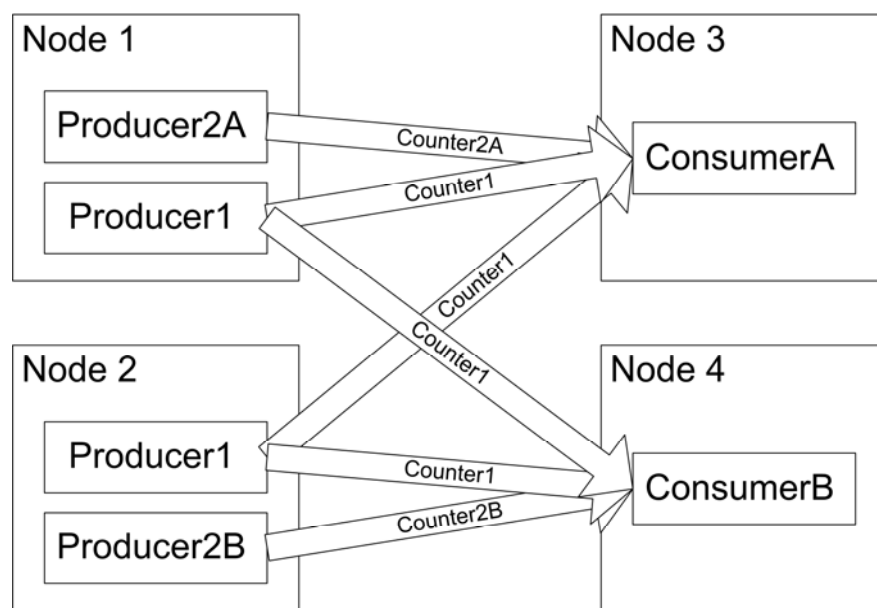 Node 1
Producer2A
Producer1
Counter2A
Counter1
Counter1
Counter1
Node 3
ConsumerA
Node 2
Producer1
Producer2B
Counter1
Counter2B
Node 4
ConsumerB